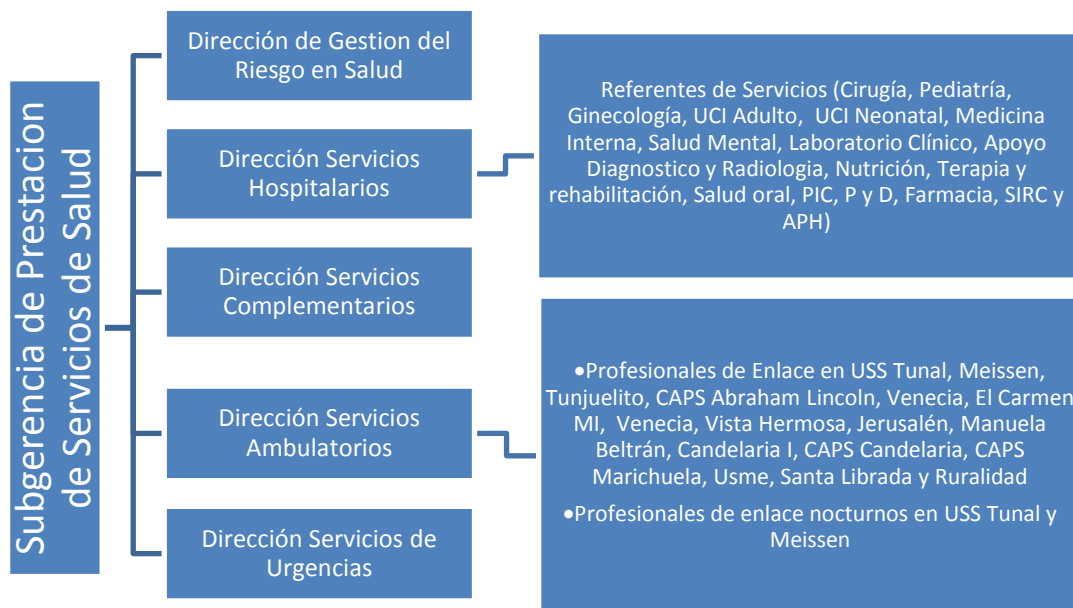 Subgerencia de Prestacion
de Servicios de Salud
Dirección de Gestion del
Riesgo en Salud
Dirección Servicios
Hospitalarios
Referentes de Servicios (Cirugía, Pediatría,
Ginecología, UCI Adulto, UCI Neonatal, Medicina
Interna, Salud Mental, Laboratorio Clínico, Apoyo
Diagnostico y Radiologia, Nutrición, Terapia y
rehabilitación, Salud oral, PIC, P y D, Farmacia, SIRC y
APH)
Dirección Servicios
Complementarios
Dirección Servicios
Ambulatorios
•Profesionales de Enlace en USS Tunal, Meissen,
Tunjuelito, CAPS Abraham Lincoln, Venecia, El Carmen
MI, Venecia, Vista Hermosa, Jerusalén, Manuela
Beltrán, Candelaria I, CAPS Candelaria, CAPS
Marichuela, Usme, Santa Librada y Ruralidad
•Profesionales de enlace nocturnos en USS Tunal y
Meissen
Dirección Servicios de
Urgencias